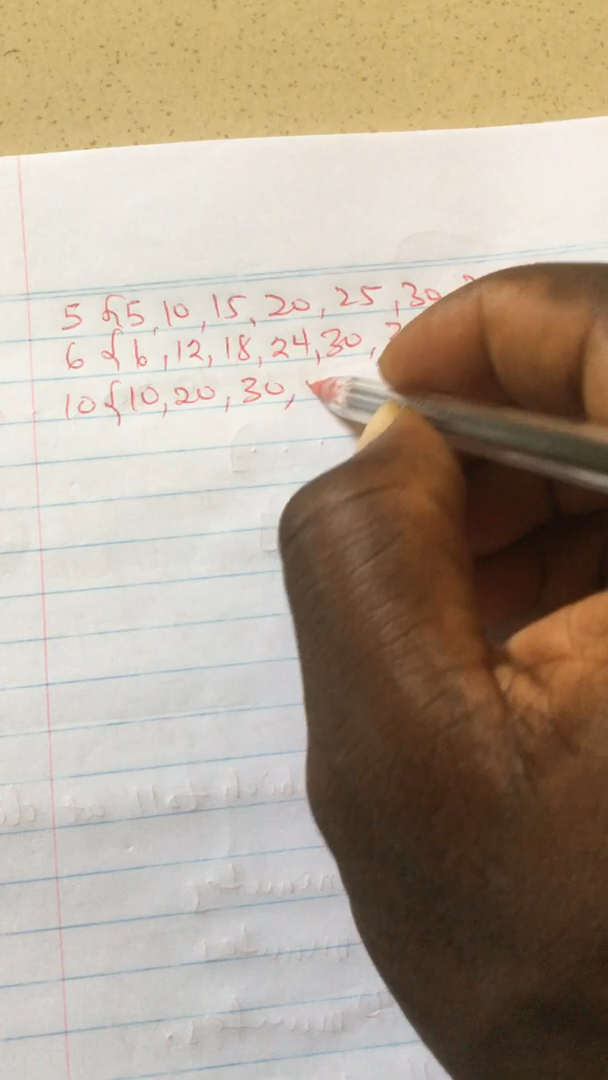 5 {5, 10, 15, 20, 25, 30
6 {6, 12, 18, 24, 30,
10 {10, 20, 30,